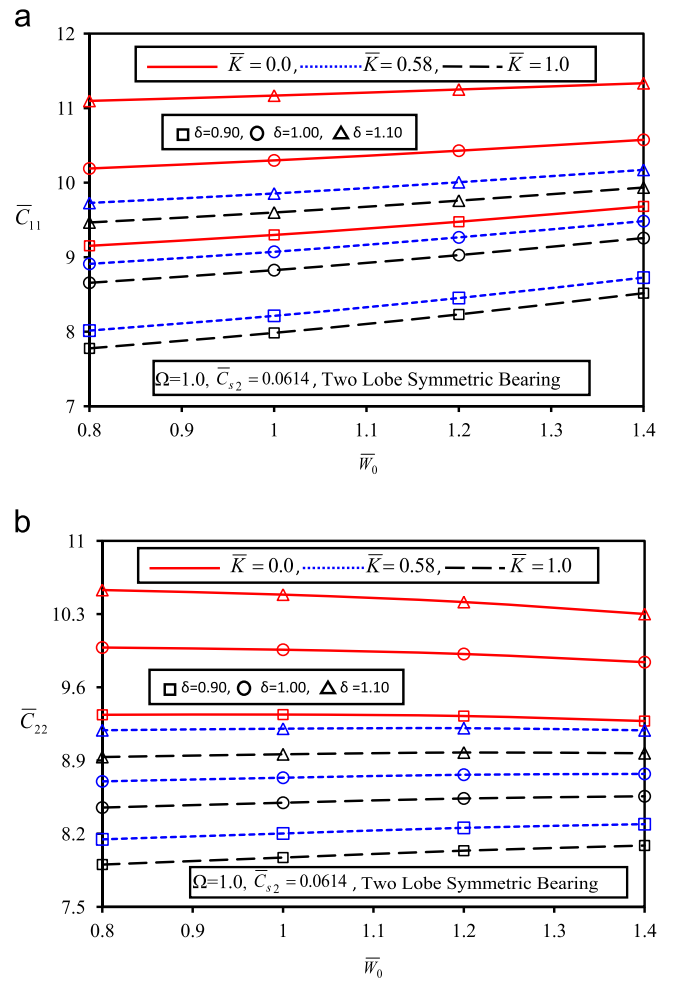 a
12
K̅ = 0.0, K̅ = 0.58, K̅ = 1.0
11
δ=0.90, δ=1.00, δ =1.10
10
C̅₁₁
9
8
Ω=1.0, C̅ₛ₂ = 0.0614 , Two Lobe Symmetric Bearing
7
0.8 0.9 1 1.1 1.2 1.3 1.4
W̅₀
b
11
K̅ = 0.0, K̅ = 0.58, K̅ = 1.0
10.3
9.6
δ=0.90, δ=1.00, δ =1.10
C̅₂₂
8.9
8.2
Ω=1.0, C̅ₛ₂ = 0.0614 , Two Lobe Symmetric Bearing
7.5
0.8 0.9 1 1.1 1.2 1.3 1.4
W̅₀